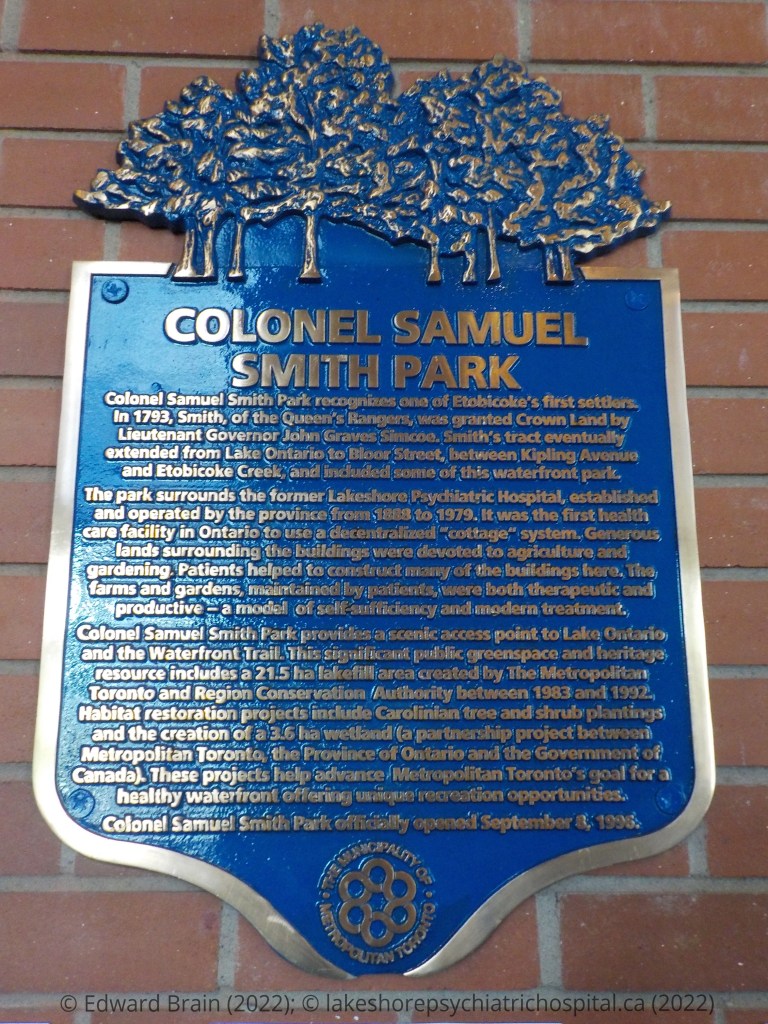 COLONEL SAMUEL
SMITH PARK
Colonel Samuel Smith Park recognizes one of Etobicoke's first settlers.
In 1793, Smith, of the Queen's Rangers, was granted Crown Land by
Lieutenant Governor John Graves Simcoe. Smith's tract eventually
extended from Lake Ontario to Bloor Street, between Kipling Avenue
and Etobicoke Creek, and included some of this waterfront park.
The park surrounds the former Lakeshore Psychiatric Hospital, established
and operated by the province from 1888 to 1979. It was the first health
care facility in Ontario to use a decentralized "cottage" system. Generous
lands surrounding the buildings were devoted to agriculture and
gardening. Patients helped to construct many of the buildings here. The
farms and gardens, maintained by patients, were both therapeutic and
productive – a model of self-sufficiency and modern treatment.
Colonel Samuel Smith Park provides a scenic access point to Lake Ontario
and the Waterfront Trail. This significant public greenspace and heritage
resource includes a 21.5 ha lakefill area created by The Metropolitan
Toronto and Region Conservation Authority between 1983 and 1992.
Habitat restoration projects include Carolinian tree and shrub plantings
and the creation of a 3.6 ha wetland (a partnership project between
Metropolitan Toronto, the Province of Ontario and the Government of
Canada). These projects help advance Metropolitan Toronto's goal for a
healthy waterfront offering unique recreation opportunities.
Colonel Samuel Smith Park officially opened September 8, 1996.
• THE MUNICIPALITY OF •
METROPOLITAN TORONTO
© Edward Brain (2022); © lakeshorepsychiatrichospital.ca (2022)